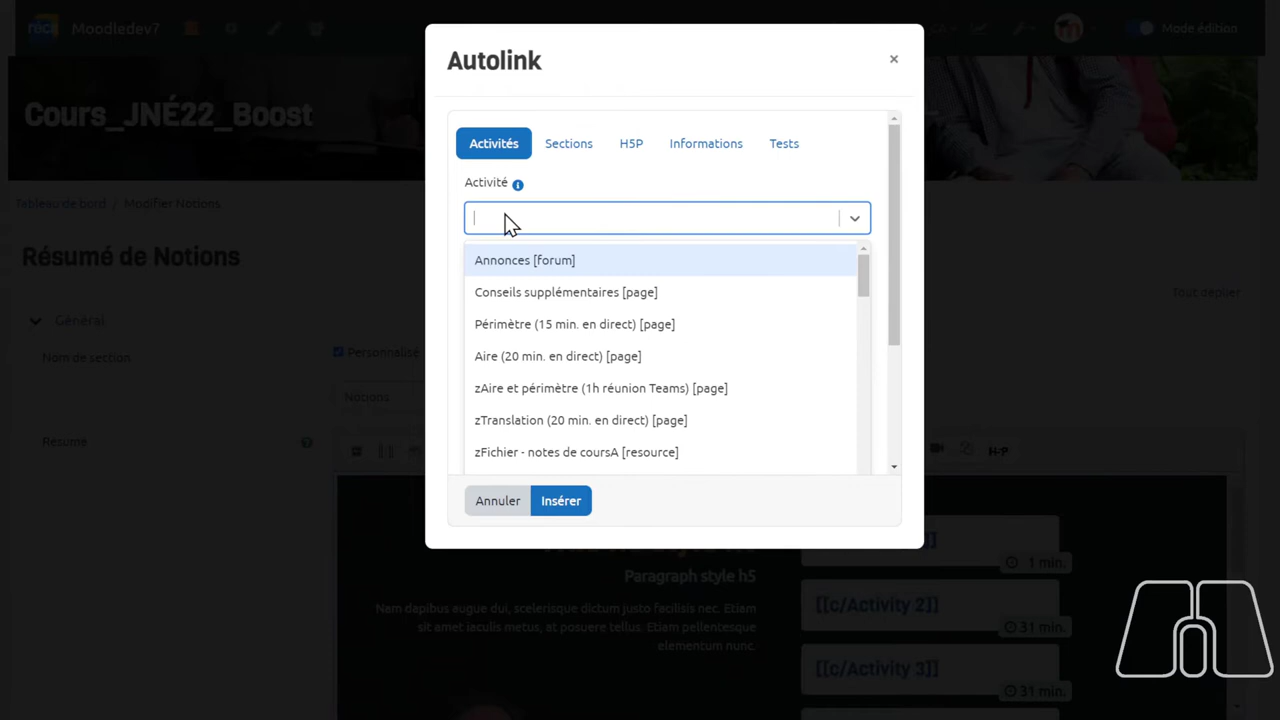 récit Moodledev7
Mode édition
Autolink
×
Cours_JNÉ22_Boost
Activités Sections H5P Informations Tests
Activité
Tableau de bord / Modifier Notions
Résumé de Notions
Annonces [forum]
Conseils supplémentaires [page]
Tout déplier
Général
Périmètre (15 min. en direct) [page]
Nom de section
Personnalisé
Aire (20 min. en direct) [page]
zAire et périmètre (1h réunion Teams) [page]
Notions
zTranslation (20 min. en direct) [page]
Résumé
zFichier - notes de coursA [resource]
H-P
Annuler Insérer
1 min.
Paragraph style h5
[[c/Activity 2]]
Nam dapibus augue dui, scelerisque dictum justo facilisis nec. Etiam
sit amet iaculis metus, at posuere tellus. Etiam pellentesque
elementum nunc.
31 min.
[[c/Activity 3]]
31 min.